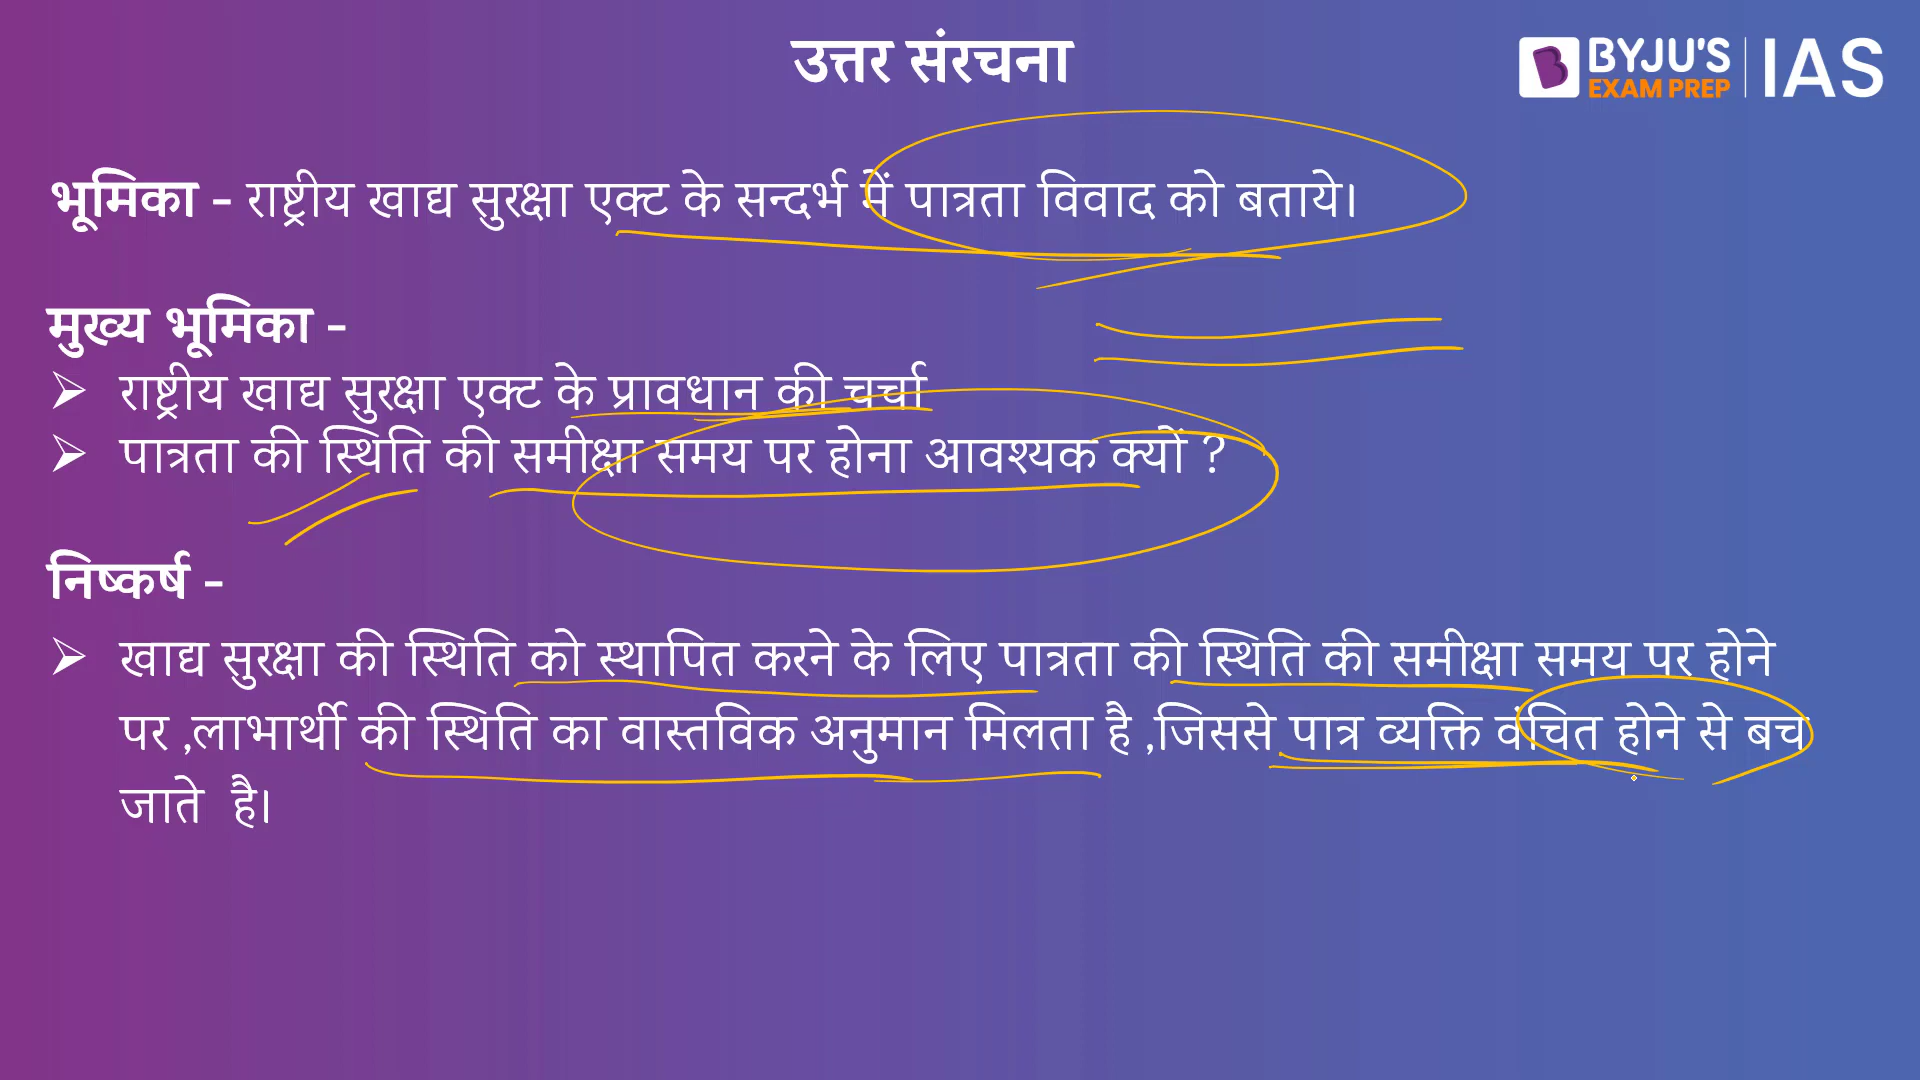 उत्तर संरचना
BYJU'S
EXAM PREP
IAS
भूमिका - राष्ट्रीय खाद्य सुरक्षा एक्ट के सन्दर्भ में पात्रता विवाद को बताये।
मुख्य भूमिका -
राष्ट्रीय खाद्य सुरक्षा एक्ट के प्रावधान की चर्चा
पात्रता की स्थिति की समीक्षा समय पर होना आवश्यक क्यों ?
निष्कर्ष -
खाद्य सुरक्षा की स्थिति को स्थापित करने के लिए पात्रता की स्थिति की समीक्षा समय पर होने
पर ,लाभार्थी की स्थिति का वास्तविक अनुमान मिलता है ,जिससे पात्र व्यक्ति वंचित होने से बच
जाते है।